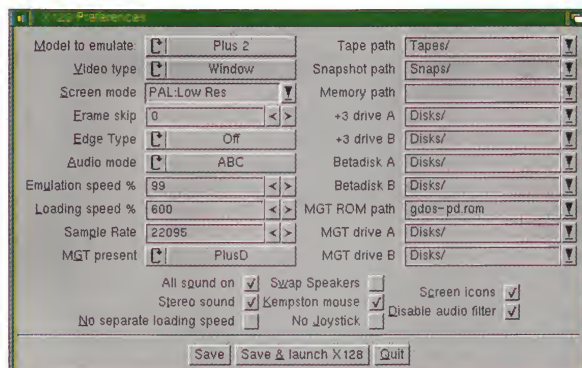 X128 Preferences
Model to emulate: Plus 2
Video type Window
Screen mode PAL:Low Res
Frame skip 0
Edge Type Off
Audio mode ABC
Emulation speed % 99
Loading speed % 600
Sample Rate 22095
MGT present PlusD
Tape path Tapes/
Snapshot path Snaps/
Memory path
+3 drive A Disks/
+3 drive B Disks/
Betadisk A Disks/
Betadisk B Disks/
MGT ROM path gdos-pd.rom
MGT drive A Disks/
MGT drive B Disks/
All sound on Swap Speakers
Stereo sound Kempston mouse
No separate loading speed No Joystick
Screen icons
Disable audio filter
Save Save & launch X128 Quit